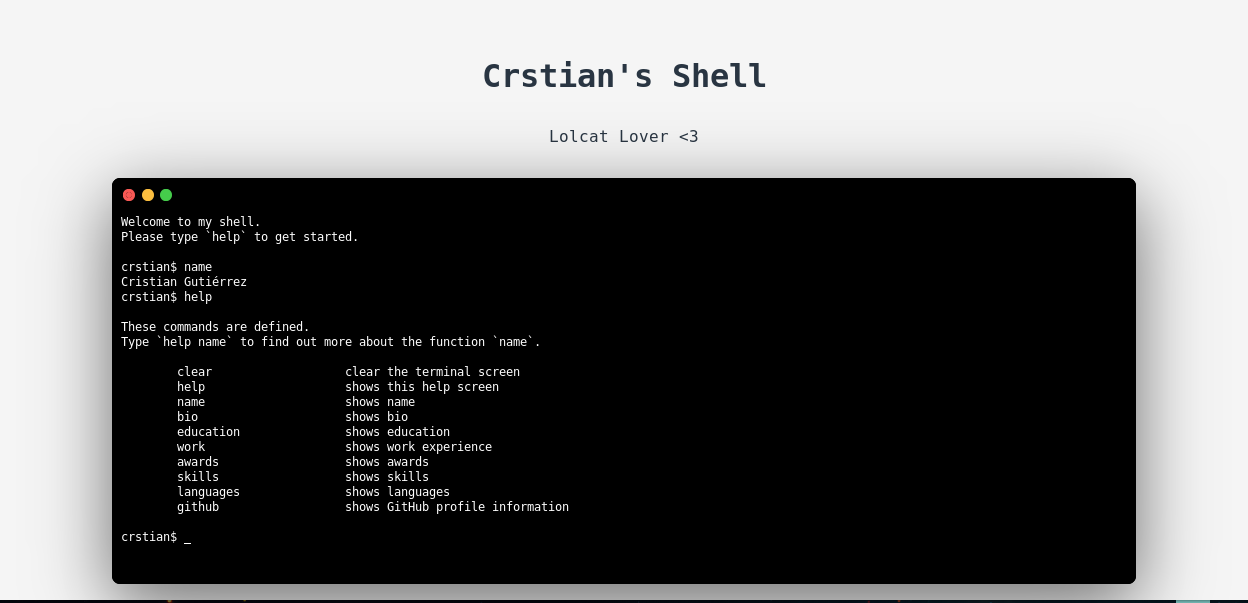 Crstian's Shell
Lolcat Lover <3
Welcome to my shell.
Please type `help` to get started.
crstian$ name
Cristian Gutiérrez
crstian$ help
These commands are defined.
Type `help name` to find out more about the function `name`.
clear clear the terminal screen
help shows this help screen
name shows name
bio shows bio
education shows education
work shows work experience
awards shows awards
skills shows skills
languages shows languages
github shows GitHub profile information
crstian$ _